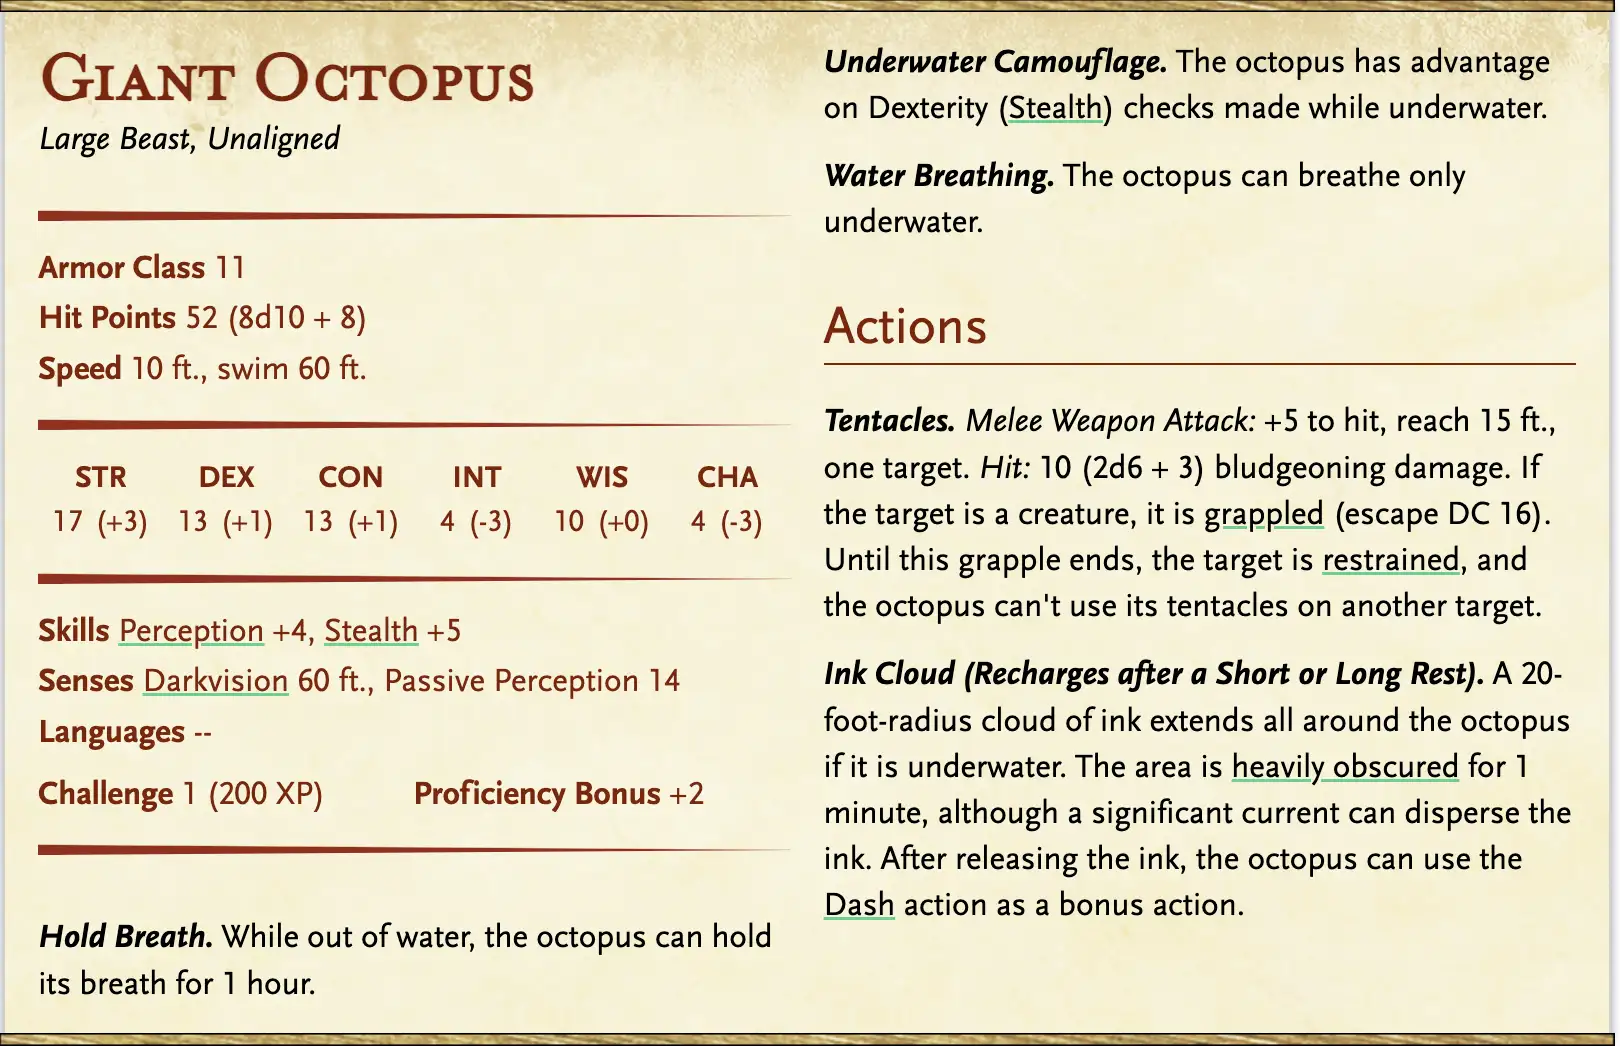 Giant Octopus
Large Beast, Unaligned
Armor Class 11
Hit Points 52 (8d10 + 8)
Speed 10 ft., swim 60 ft.
STR DEX CON INT WIS CHA
17 (+3) 13 (+1) 13 (+1) 4 (-3) 10 (+0) 4 (-3)
Skills Perception +4, Stealth +5
Senses Darkvision 60 ft., Passive Perception 14
Languages --
Challenge 1 (200 XP) Proficiency Bonus +2
Hold Breath. While out of water, the octopus can hold
its breath for 1 hour.
Underwater Camouflage. The octopus has advantage
on Dexterity (Stealth) checks made while underwater.
Water Breathing. The octopus can breathe only
underwater.
Actions
Tentacles. Melee Weapon Attack: +5 to hit, reach 15 ft.,
one target. Hit: 10 (2d6 + 3) bludgeoning damage. If
the target is a creature, it is grappled (escape DC 16).
Until this grapple ends, the target is restrained, and
the octopus can't use its tentacles on another target.
Ink Cloud (Recharges after a Short or Long Rest). A 20-
foot-radius cloud of ink extends all around the octopus
if it is underwater. The area is heavily obscured for 1
minute, although a significant current can disperse the
ink. After releasing the ink, the octopus can use the
Dash action as a bonus action.